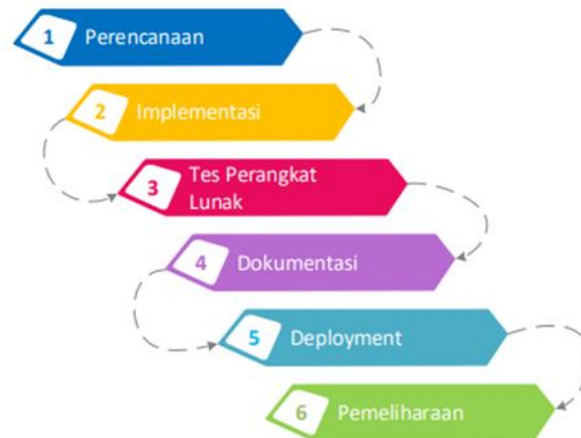 1 Perencanaan
2 Implementasi
3 Tes Perangkat
Lunak
4 Dokumentasi
5 Deployment
6 Pemeliharaan